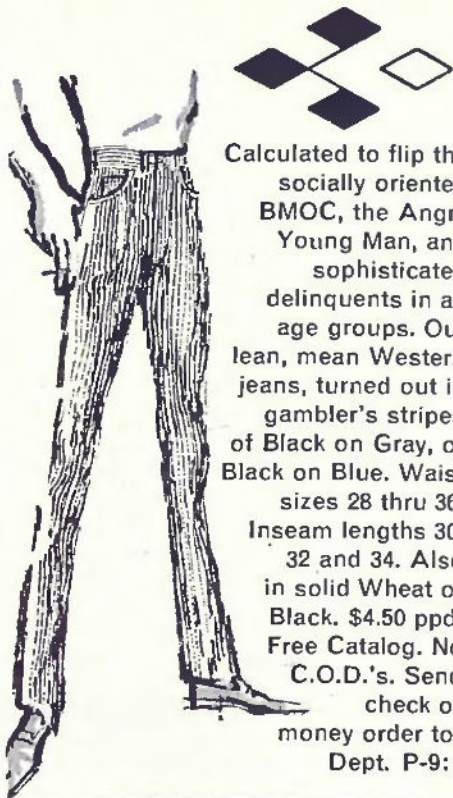 Calculated to flip th
socially oriente
BMOC, the Angr
Young Man, an
sophisticate
delinquents in a
age groups. Ou
lean, mean Wester
jeans, turned out i
gambler's stripes
of Black on Gray, o
Black on Blue. Wais
sizes 28 thru 36
Inseam lengths 30
32 and 34. Also
in solid Wheat o
Black. $4.50 ppd
Free Catalog. No
C.O.D.'s. Send
check o
money order to:
Dept. P-9: